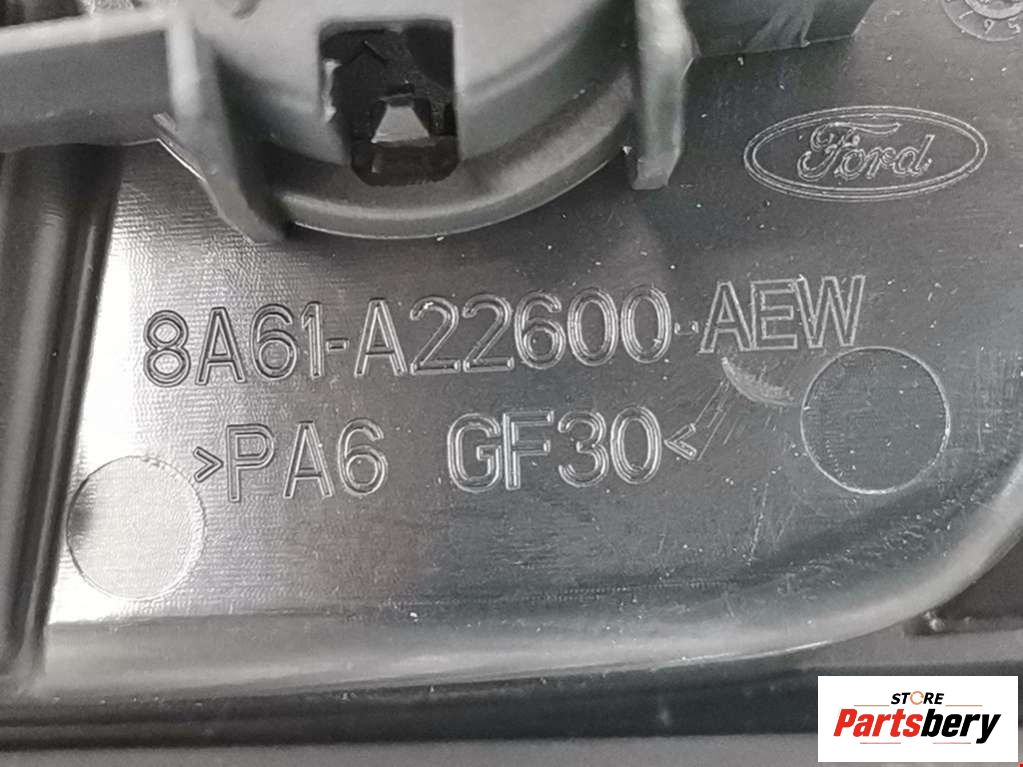 Ford
8A61-A22600-AEW
>PA6 GF30<
STORE
Partsbery